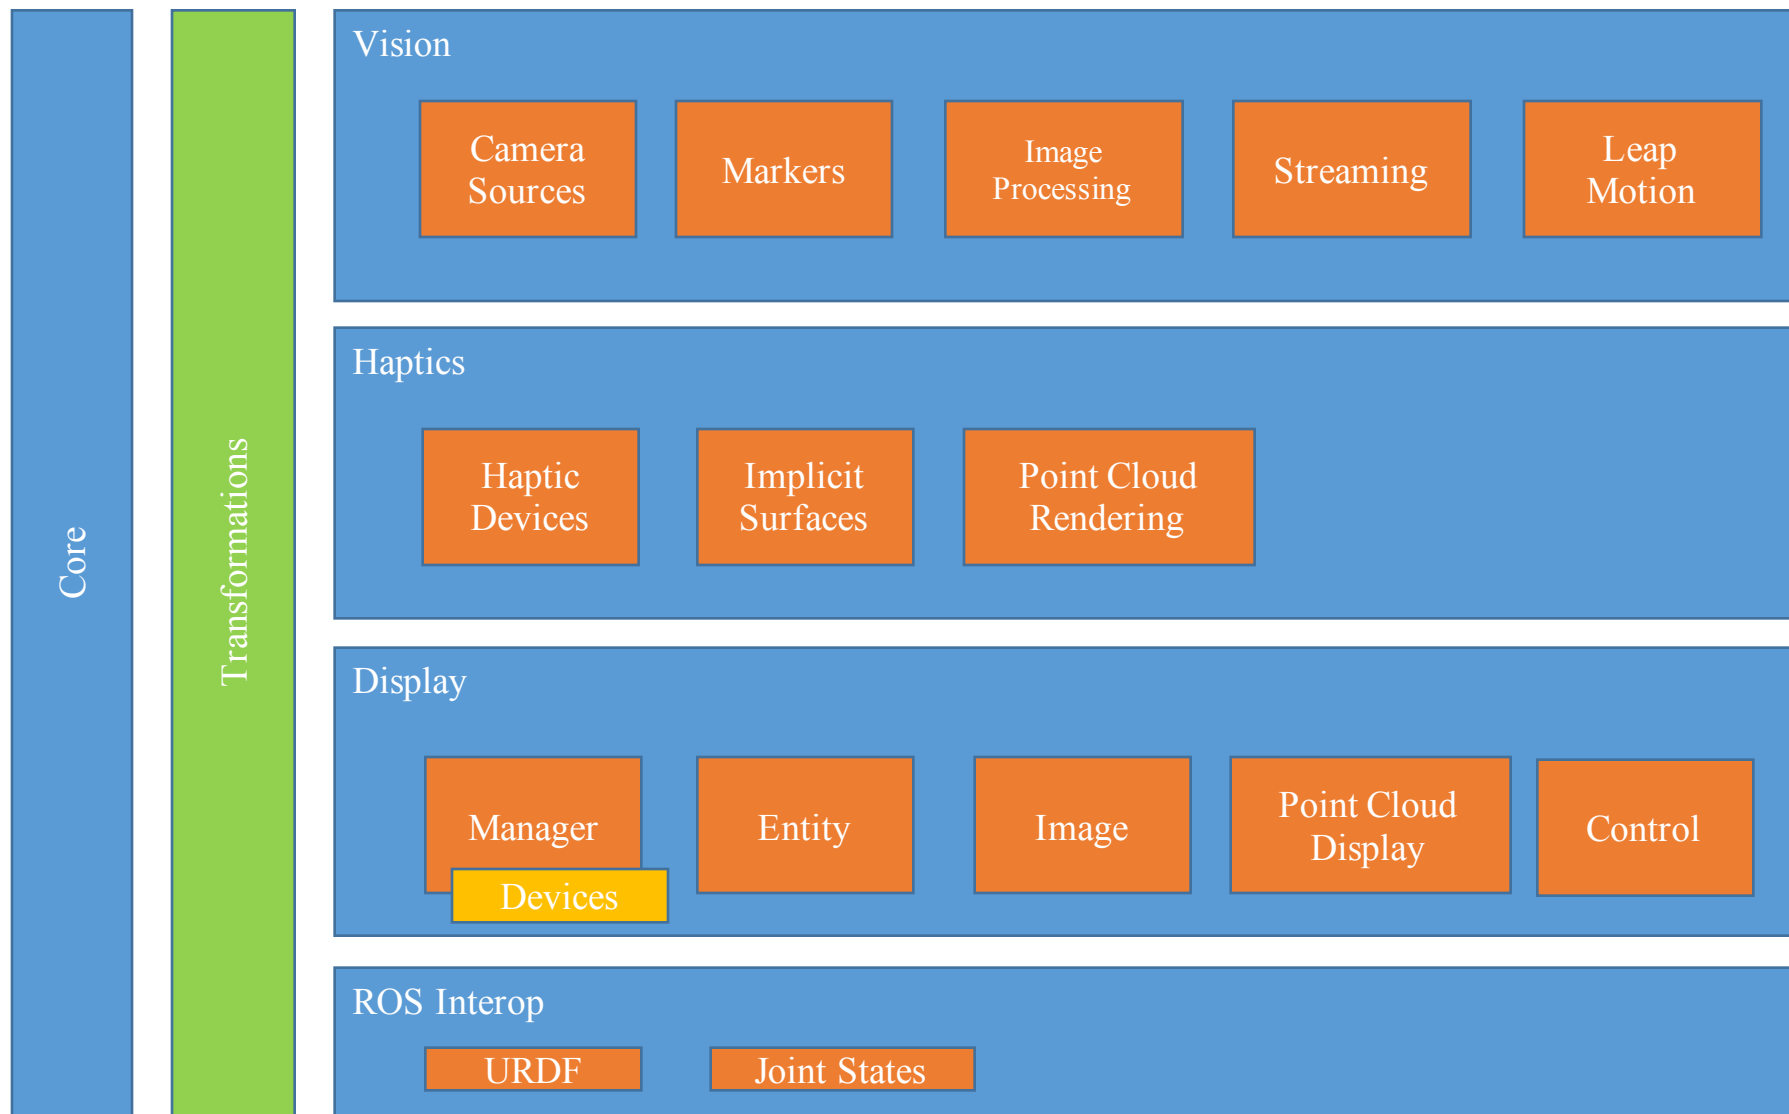 Core
Transformations
Vision
Camera
Sources
Markers
Image
Processing
Streaming
Leap
Motion
Haptics
Haptic
Devices
Implicit
Surfaces
Point Cloud
Rendering
Display
Manager
Devices
Entity
Image
Point Cloud
Display
Control
ROS Interop
URDF
Joint States